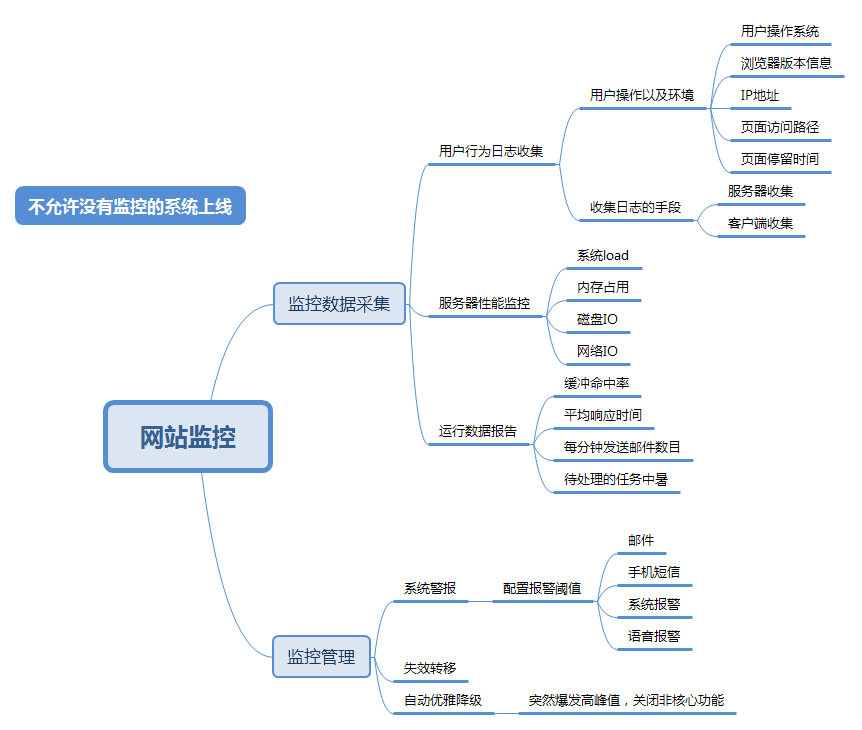 用户操作系统
浏览器版本信息
用户操作以及环境
IP地址
页面访问路径
用户行为日志收集
页面停留时间
不允许没有监控的系统上线
服务器收集
收集日志的手段
客户端收集
系统load
内存占用
监控数据采集
服务器性能监控
磁盘IO
网络IO
缓冲命中率
平均响应时间
运行数据报告
每分钟发送邮件数目
待处理的任务中暑
网站监控
邮件
手机短信
系统警报
配置报警阈值
系统报警
语音报警
监控管理
失效转移
自动优雅降级
突然爆发高峰值，关闭非核心功能